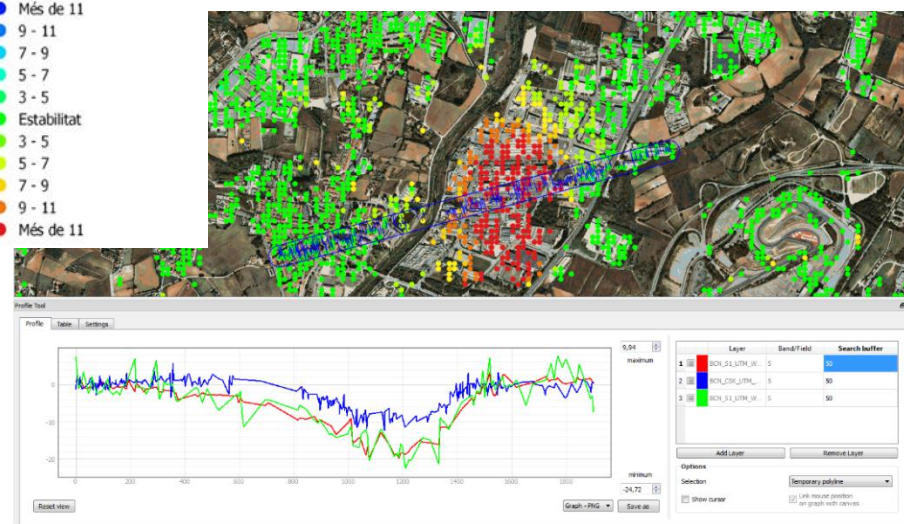 Més de 11
9 - 11
7 - 9
5 - 7
3 - 5
Estabilitat
3 - 5
5 - 7
7 - 9
9 - 11
Més de 11
Profile Tool
Profile Table Settings
9,94
maximum
0
-10
-20
0 200 400 600 800 1000 1200 1400 1600 1800
minimum
-24,72
Reset view
Graph - PNG Save as
Layer Band/Field Search buffer
1 BCN_S1_UTM_W... S 50
2 BCN_CSK_UTM_... S 50
3 BCN_S1_UTM_W... S 50
Add Layer Remove Layer
Options
Selection Temporary polyline
Show cursor Link mouse position
on graph with canvas